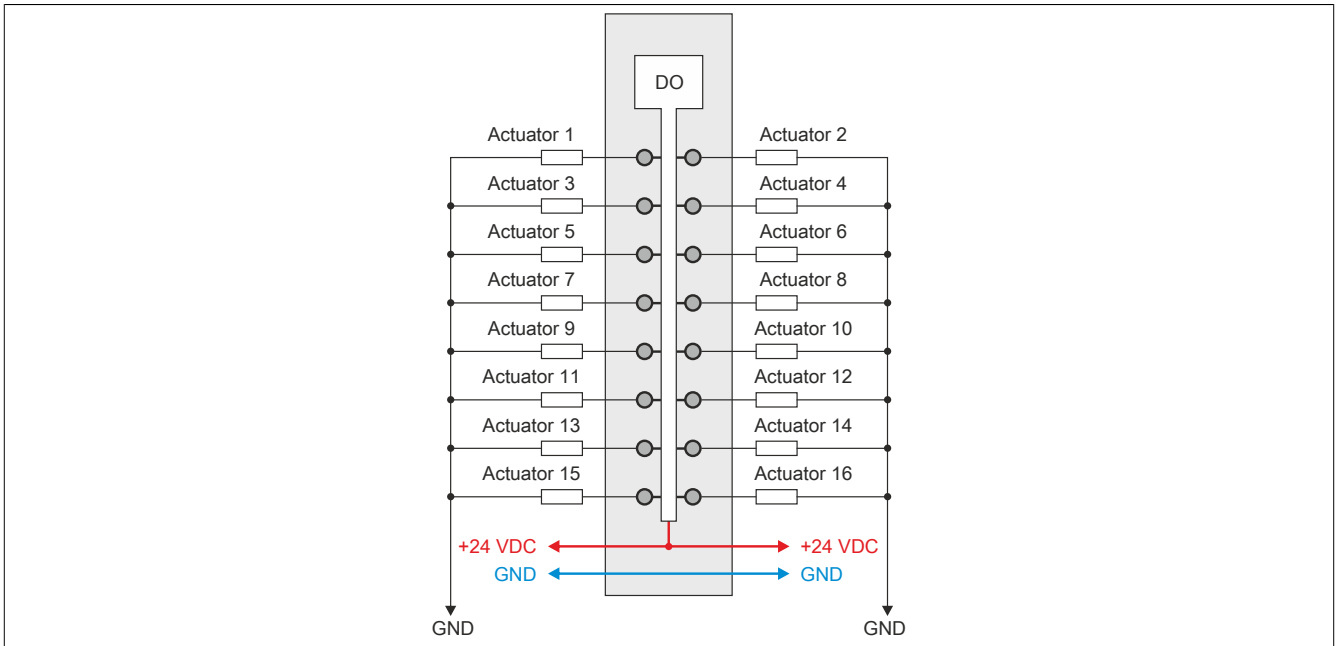 DO
Actuator 1 Actuator 2
Actuator 3 Actuator 4
Actuator 5 Actuator 6
Actuator 7 Actuator 8
Actuator 9 Actuator 10
Actuator 11 Actuator 12
Actuator 13 Actuator 14
Actuator 15 Actuator 16
+24 VDC +24 VDC
GND GND
GND GND